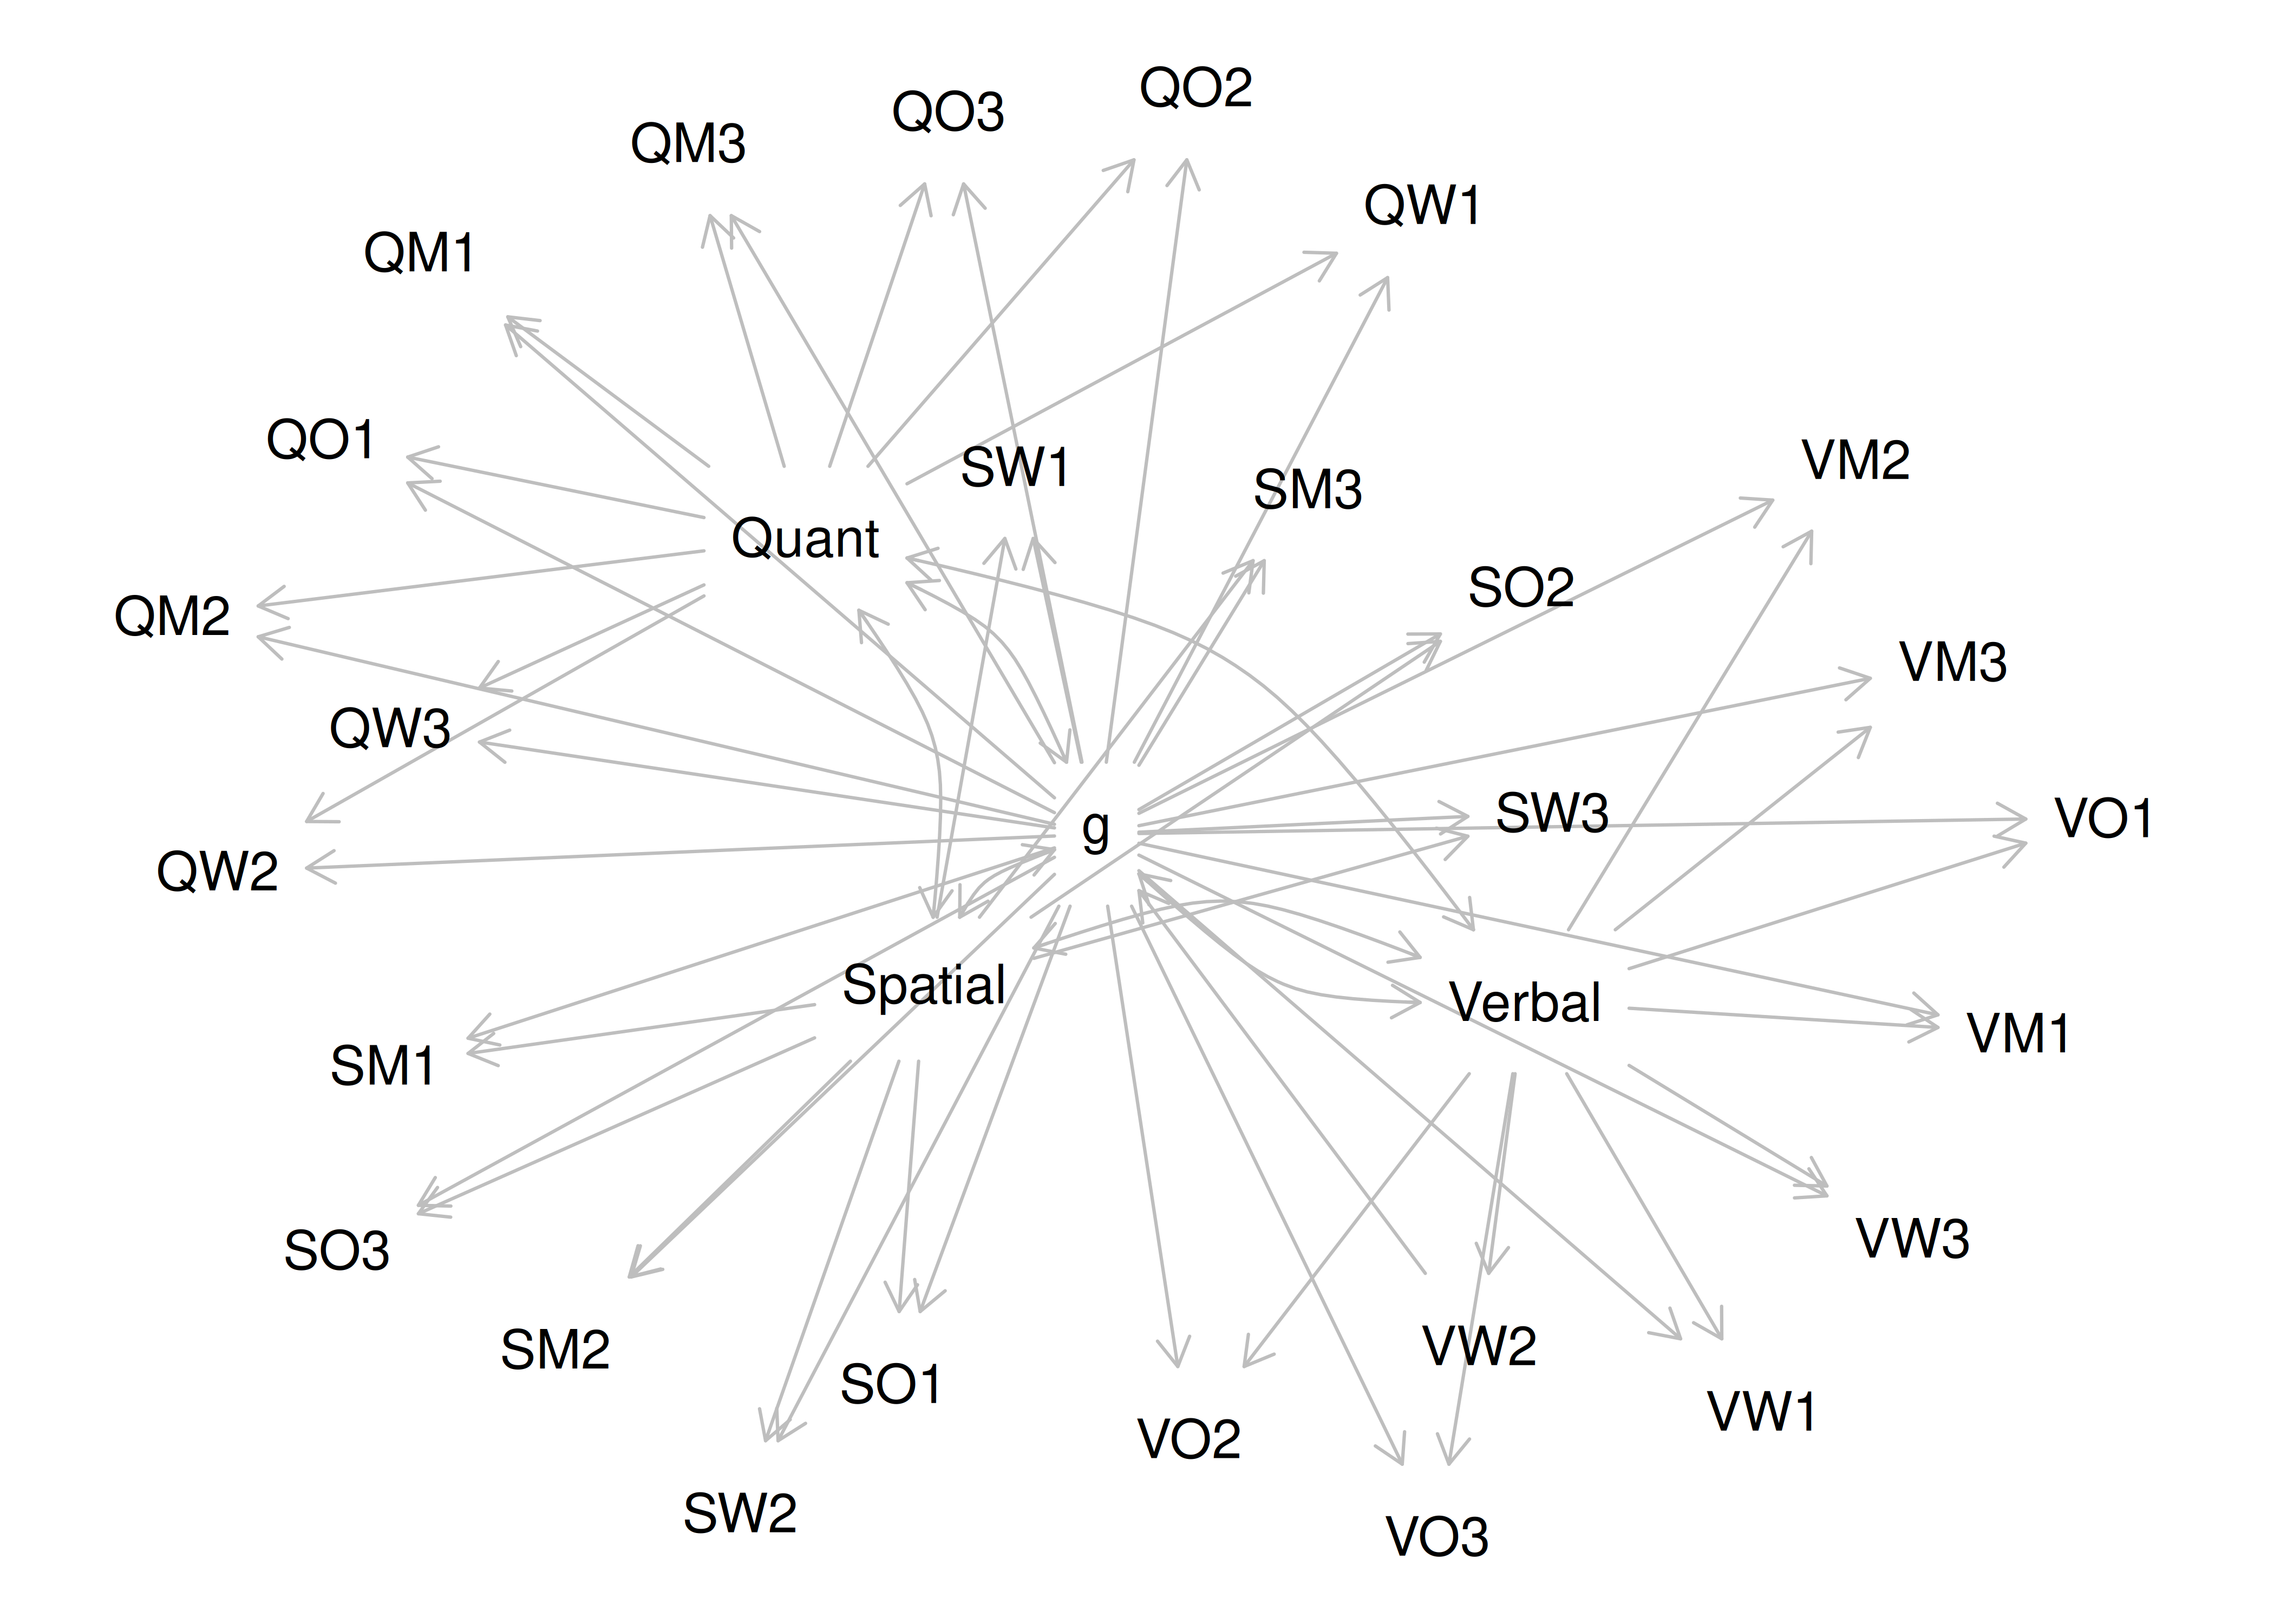 QO2
QO3
QM3
QW1
QM1
QO1
VM2
SW1
SM3
Quant
SO2
QM2
VM3
QW3
SW3
VO1
g
QW2
Spatial
Verbal
VM1
SM1
VW3
SO3
VW2
SM2
SO1
VW1
VO2
SW2
VO3